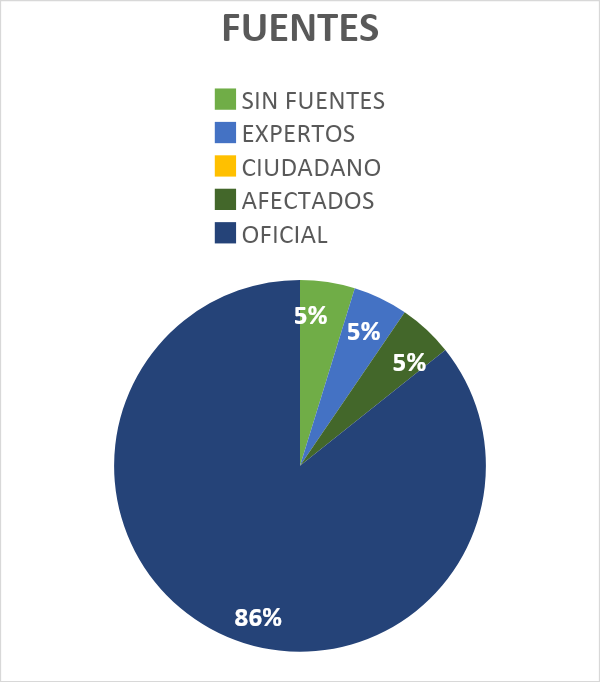 FUENTES
SIN FUENTES
EXPERTOS
CIUDADANO
AFECTADOS
OFICIAL
5%
5%
5%
86%